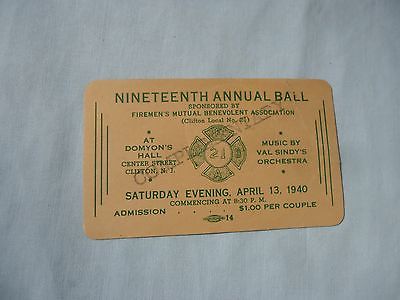 NINETEENTH ANNUAL BALL
SPONSORED BY
FIREMEN'S MUTUAL BENEVOLENT ASSOCIATION
(Clifton Local No. 21)
AT
DOMYON'S
HALL
CENTER STREET
CLIFTON, N. J.
21
MUSIC BY
VAL SINDY'S
ORCHESTRA
COMPLIMENTARY
SATURDAY EVENING, APRIL 13, 1940
COMMENCING AT 8:30 P. M.
ADMISSION . . . . $1.00 PER COUPLE
14